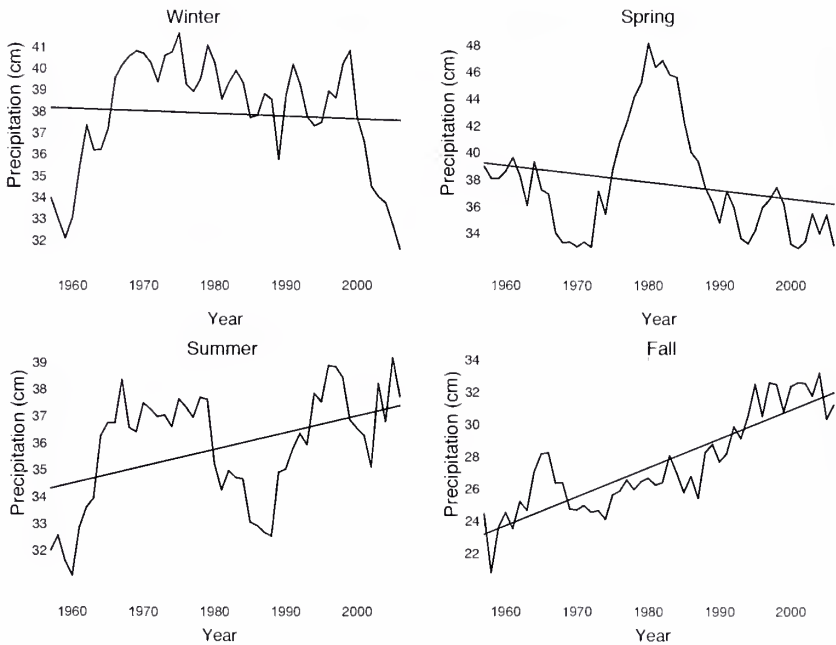 Winter
Precipitation (cm)
41
40
39
38
37
36
35
34
33
32
1960 1970 1980 1990 2000
Year
Spring
Precipitation (cm)
48
46
44
42
40
38
36
34
1960 1970 1980 1990 2000
Year
Summer
Precipitation (cm)
39
38
37
36
35
34
33
32
1960 1970 1980 1990 2000
Year
Fall
Precipitation (cm)
34
32
30
28
26
24
22
1960 1970 1980 1990 2000
Year